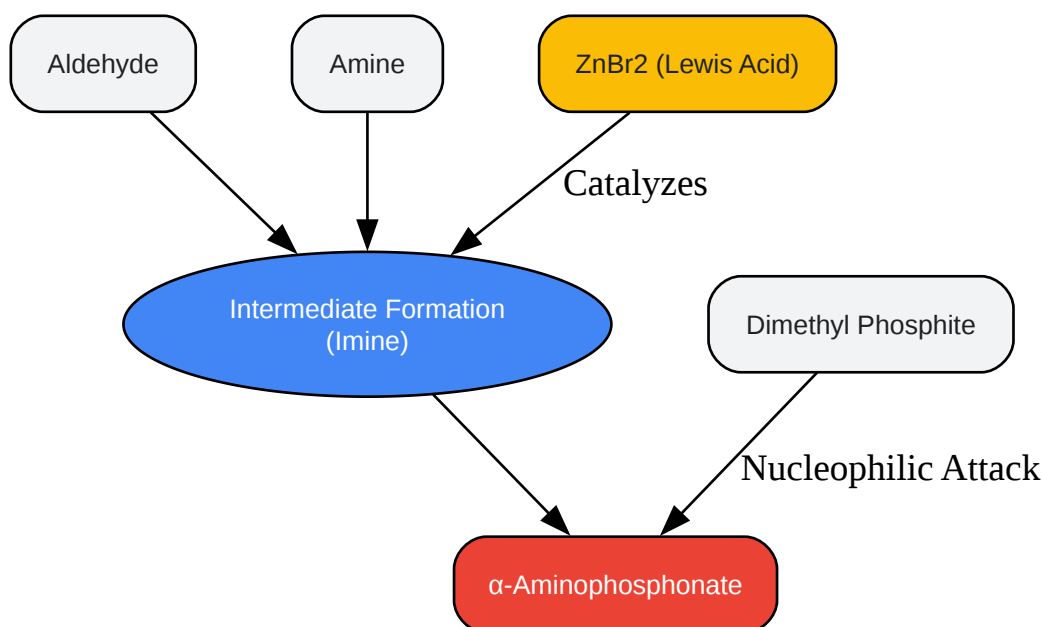 Aldehyde
Amine
ZnBr2 (Lewis Acid)
Catalyzes
Intermediate Formation
(Imine)
Dimethyl Phosphite
Nucleophilic Attack
α-Aminophosphonate